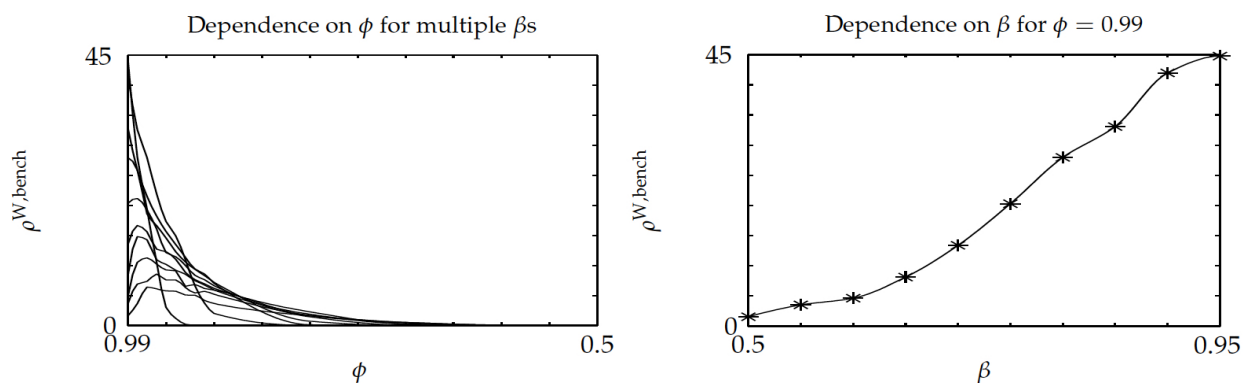 Dependence on ϕ for multiple βs
45
ρW,bench
0
0.99
0.5
ϕ
Dependence on β for ϕ = 0.99
45
ρW,bench
0
0.5
0.95
β